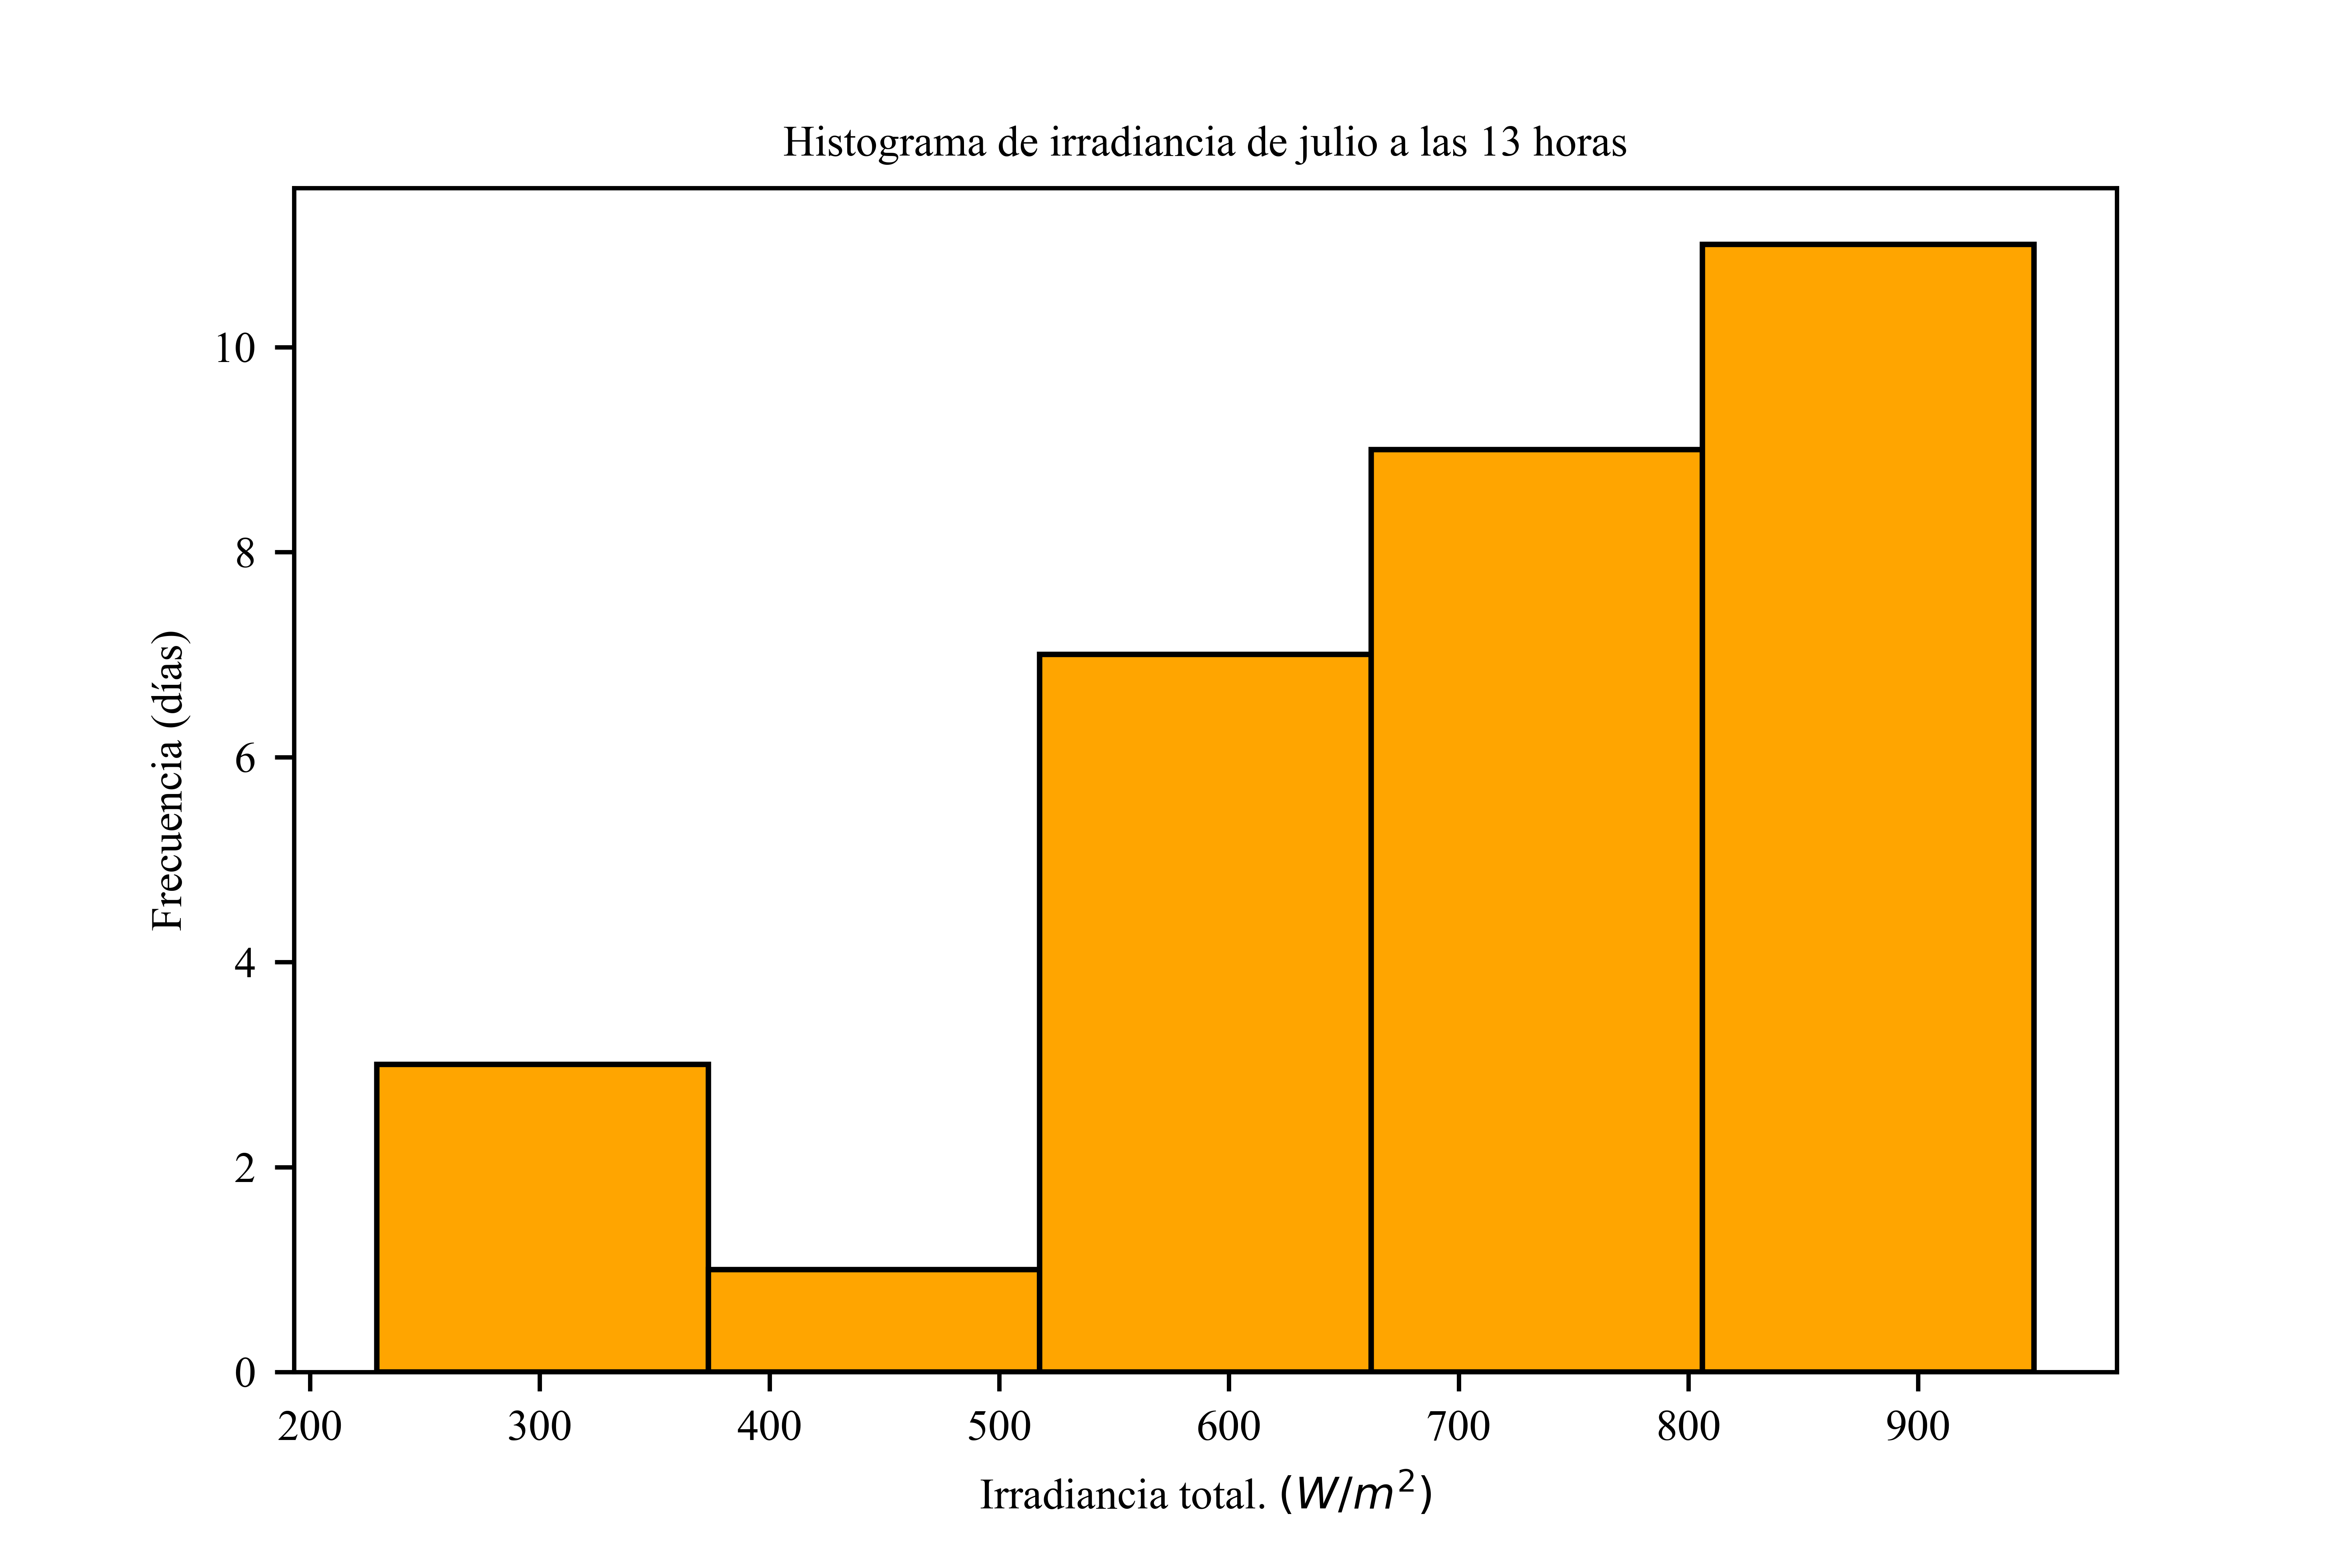 Histograma de irradiancia de julio a las 13 horas
Frecuencia (días)
10
8
6
4
2
0
200 300 400 500 600 700 800 900
Irradiancia total. (W/m²)